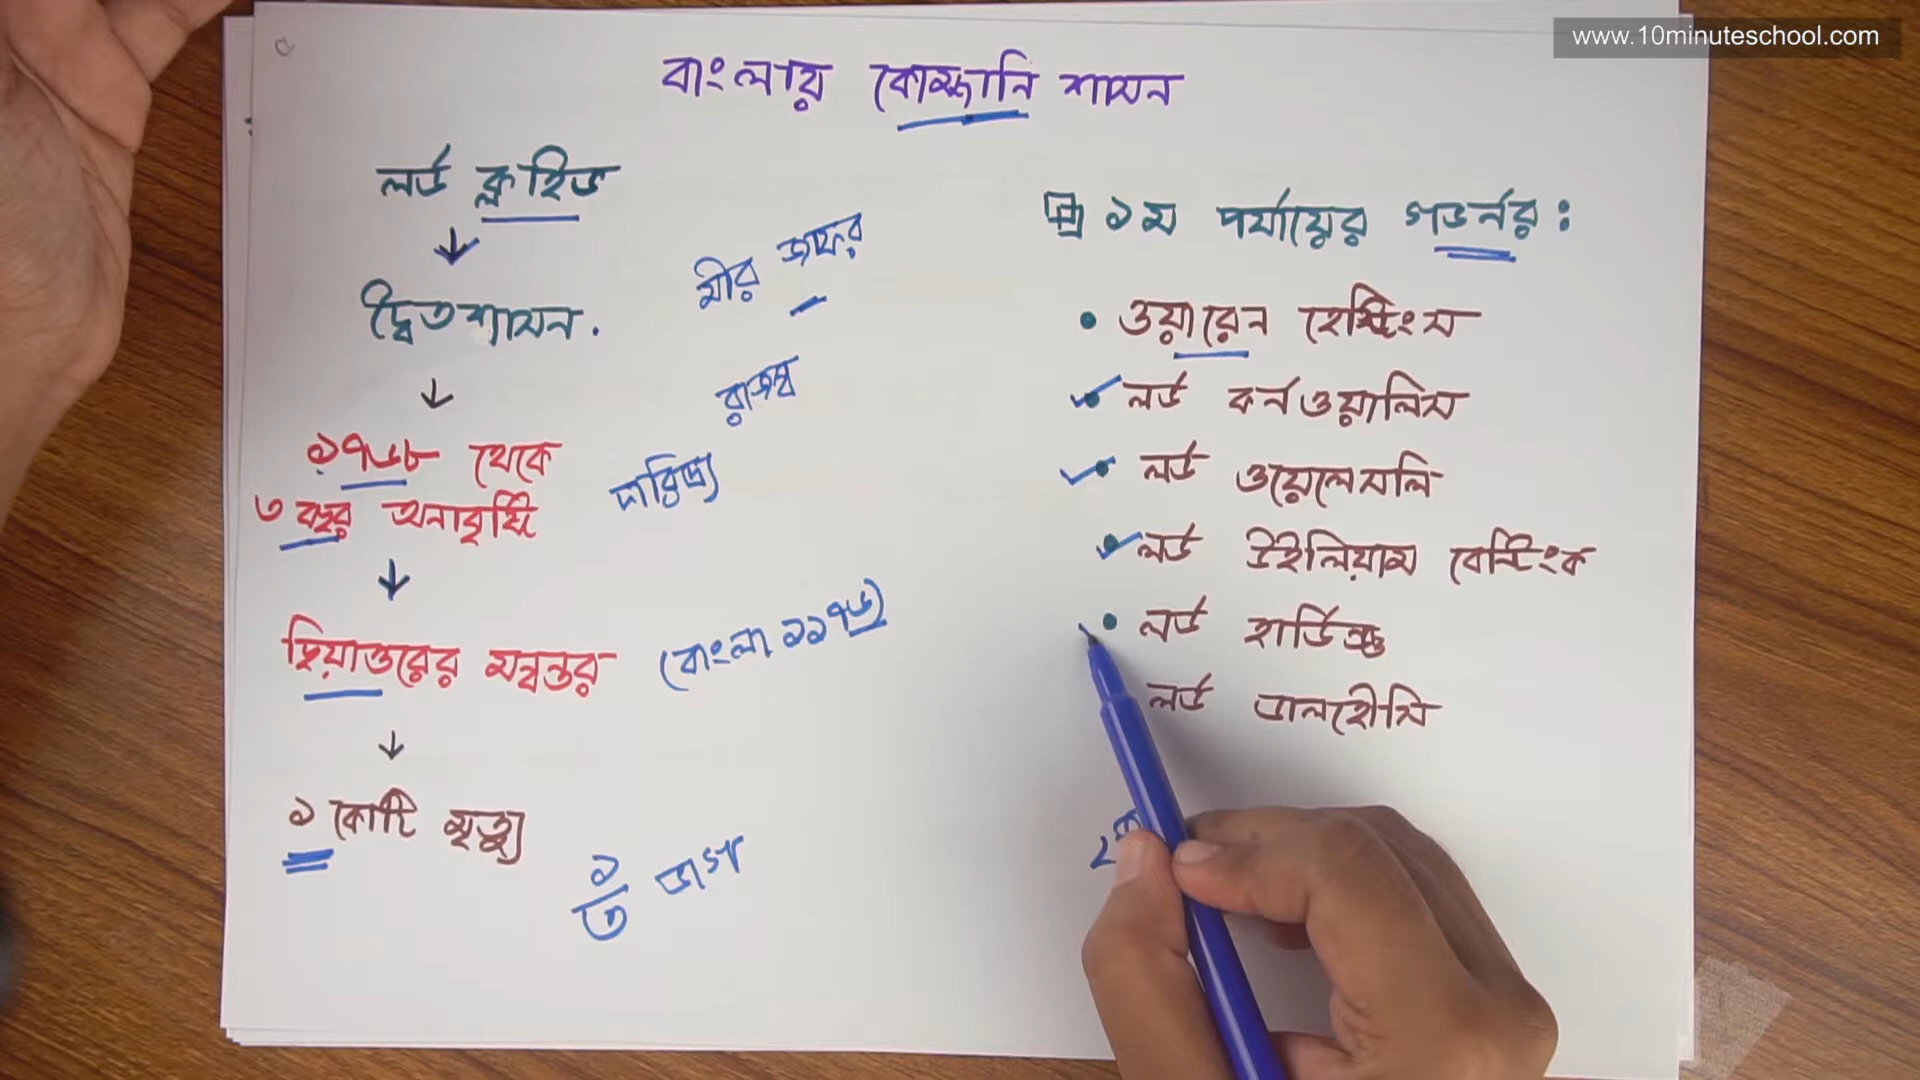 www.10minuteschool.com
বাংলায় কোম্পানি শাসন
লর্ড ক্লাইভ
দ্বৈতশাসন.
১৭৬৮ থেকে
৩ বছর অনাবৃষ্টি
ছিয়াত্তরের মন্বন্তর
(বাংলা ১১৭৬)
১ কোটি মৃত্যু
১/৩ ভাগ
মীর জাফর
রাজস্ব
দারিদ্র্য
১ম পর্যায়ের গভর্নর:
• ওয়ারেন হেস্টিংস
• লর্ড কর্নওয়ালিস
• লর্ড ওয়েলেসলি
• লর্ড উইলিয়াম বেন্টিংক
• লর্ড হার্ডিঞ্জ
লর্ড ডালহৌসি